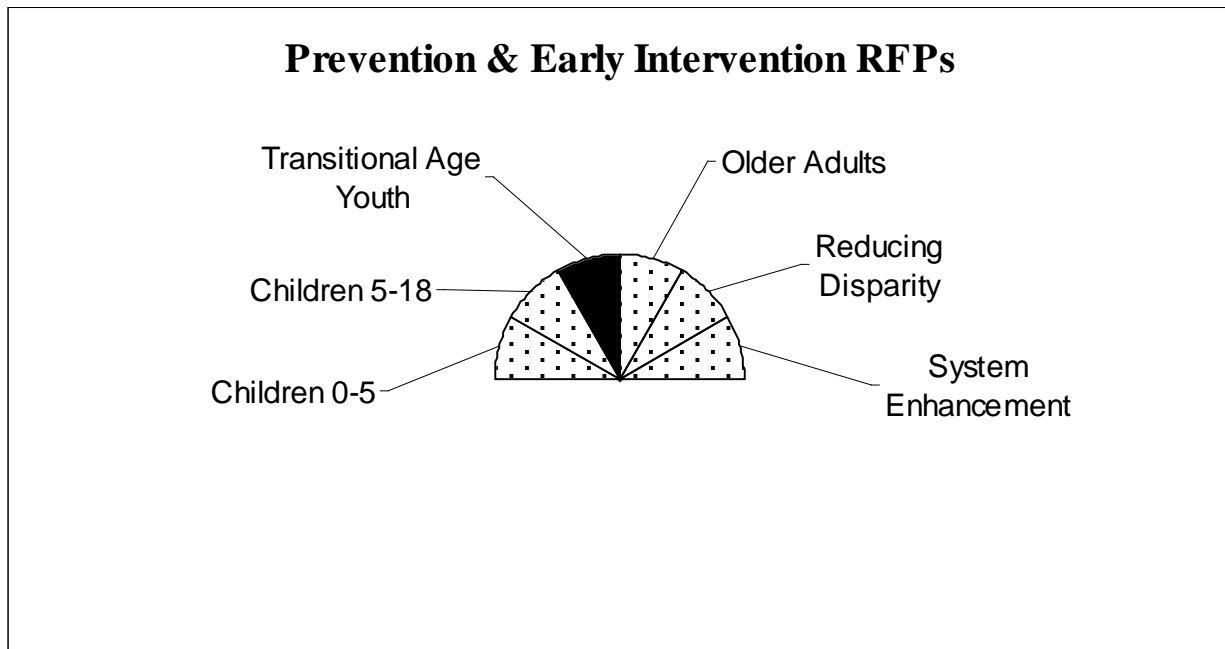 Prevention & Early Intervention RFPs
Transitional Age
Youth
Older Adults
Children 5-18
Reducing
Disparity
Children 0-5
System
Enhancement